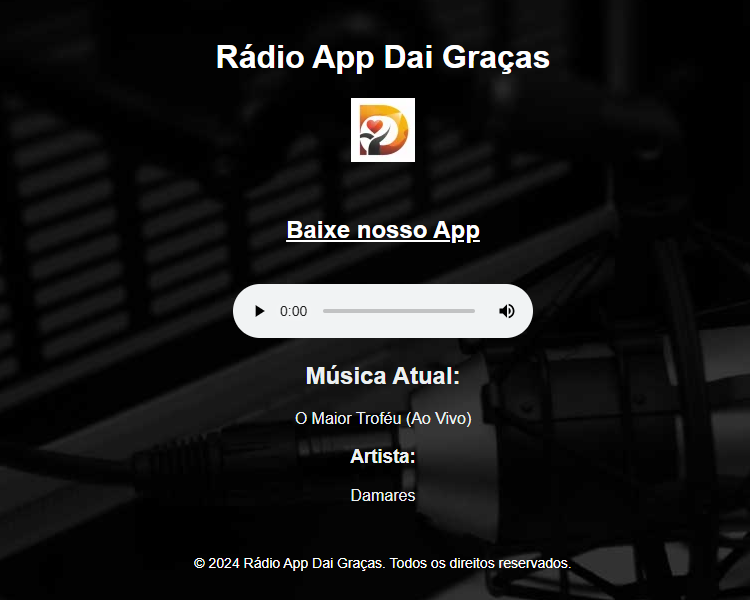 Rádio App Dai Graças
Baixe nosso App
0:00
Música Atual:
O Maior Troféu (Ao Vivo)
Artista:
Damares
© 2024 Rádio App Dai Graças. Todos os direitos reservados.